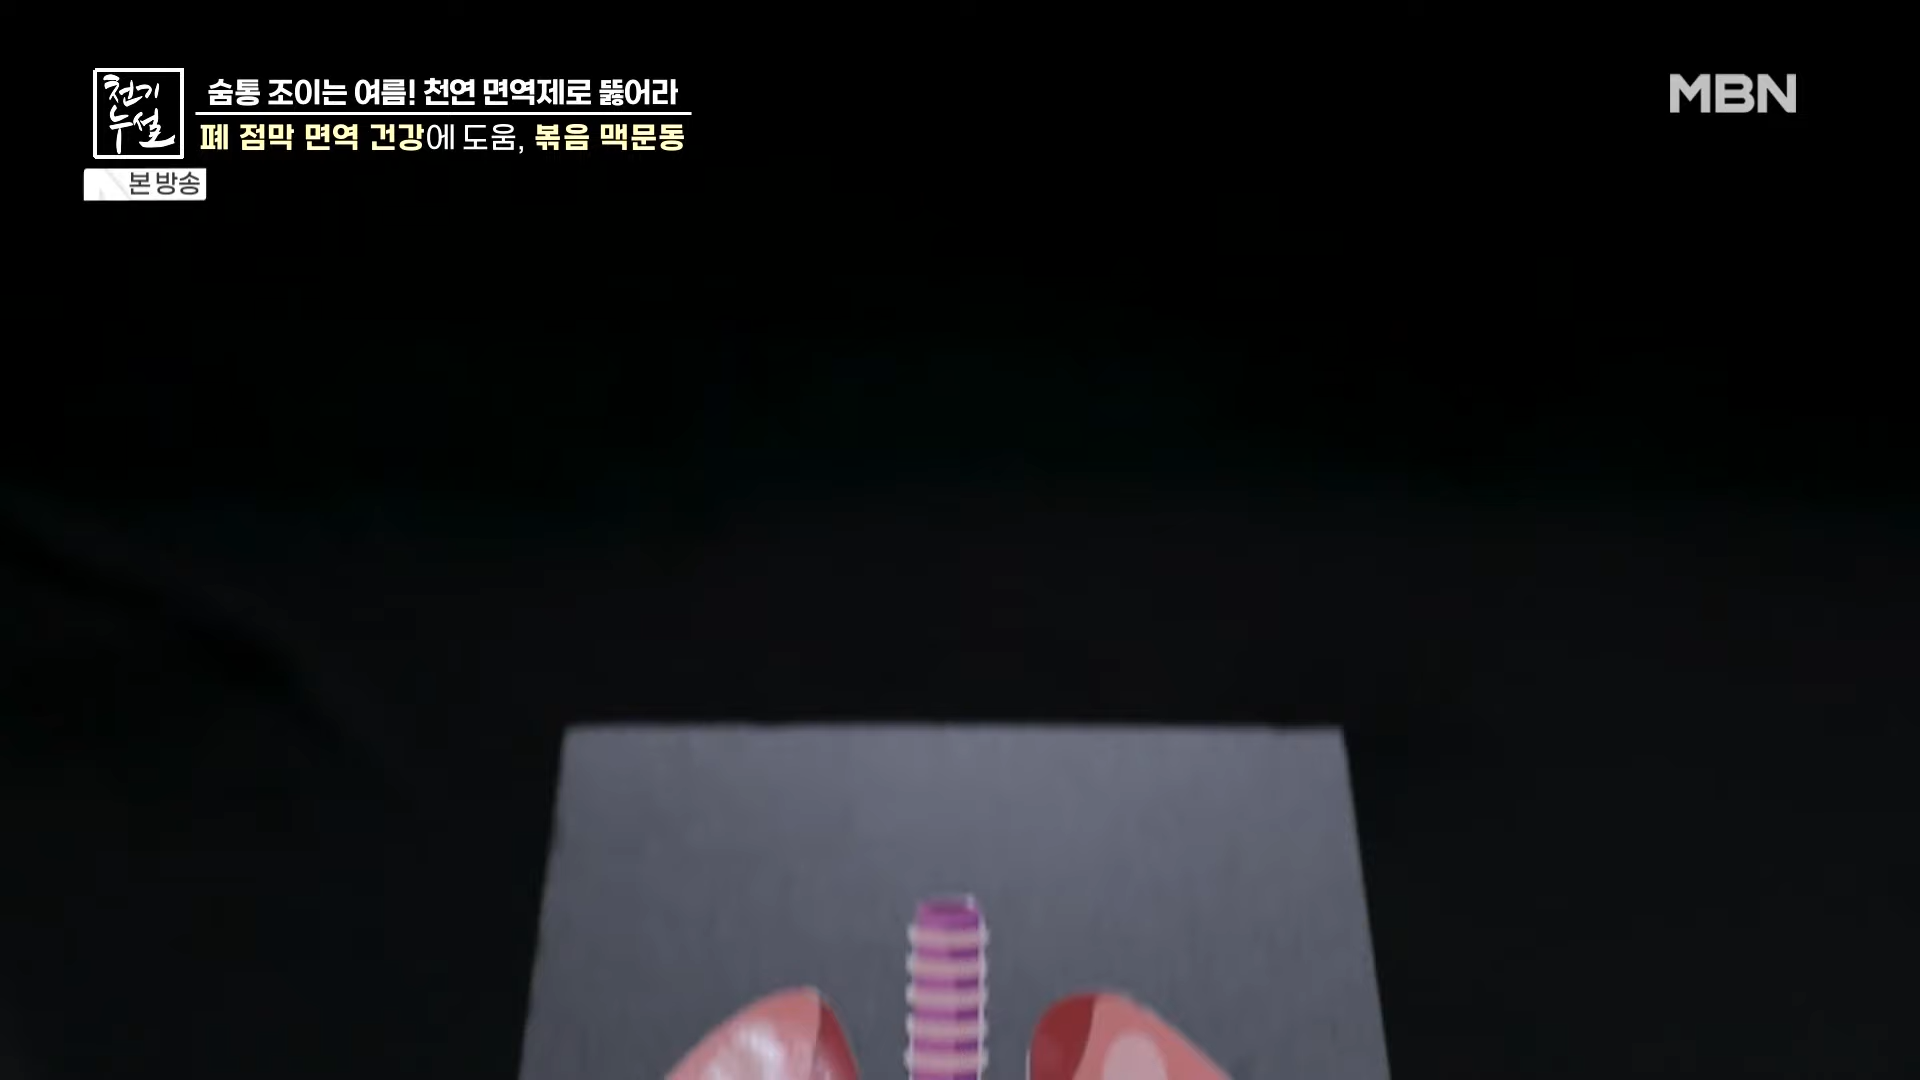 천기
누설
숨통 조이는 여름! 천연 면역제로 뚫어라
폐 점막 면역 건강에 도움, 볶음 맥문동
본방송
MBN